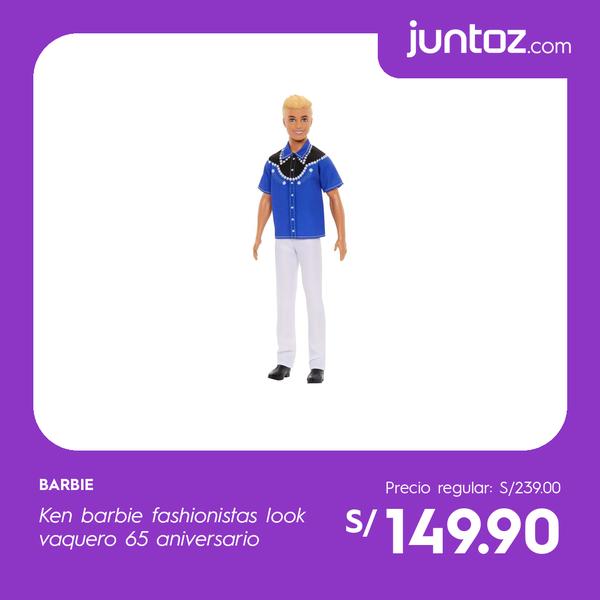 juntoz.com
BARBIE
Ken barbie fashionistas look
vaquero 65 aniversario
Precio regular: S/239.00
S/149.90